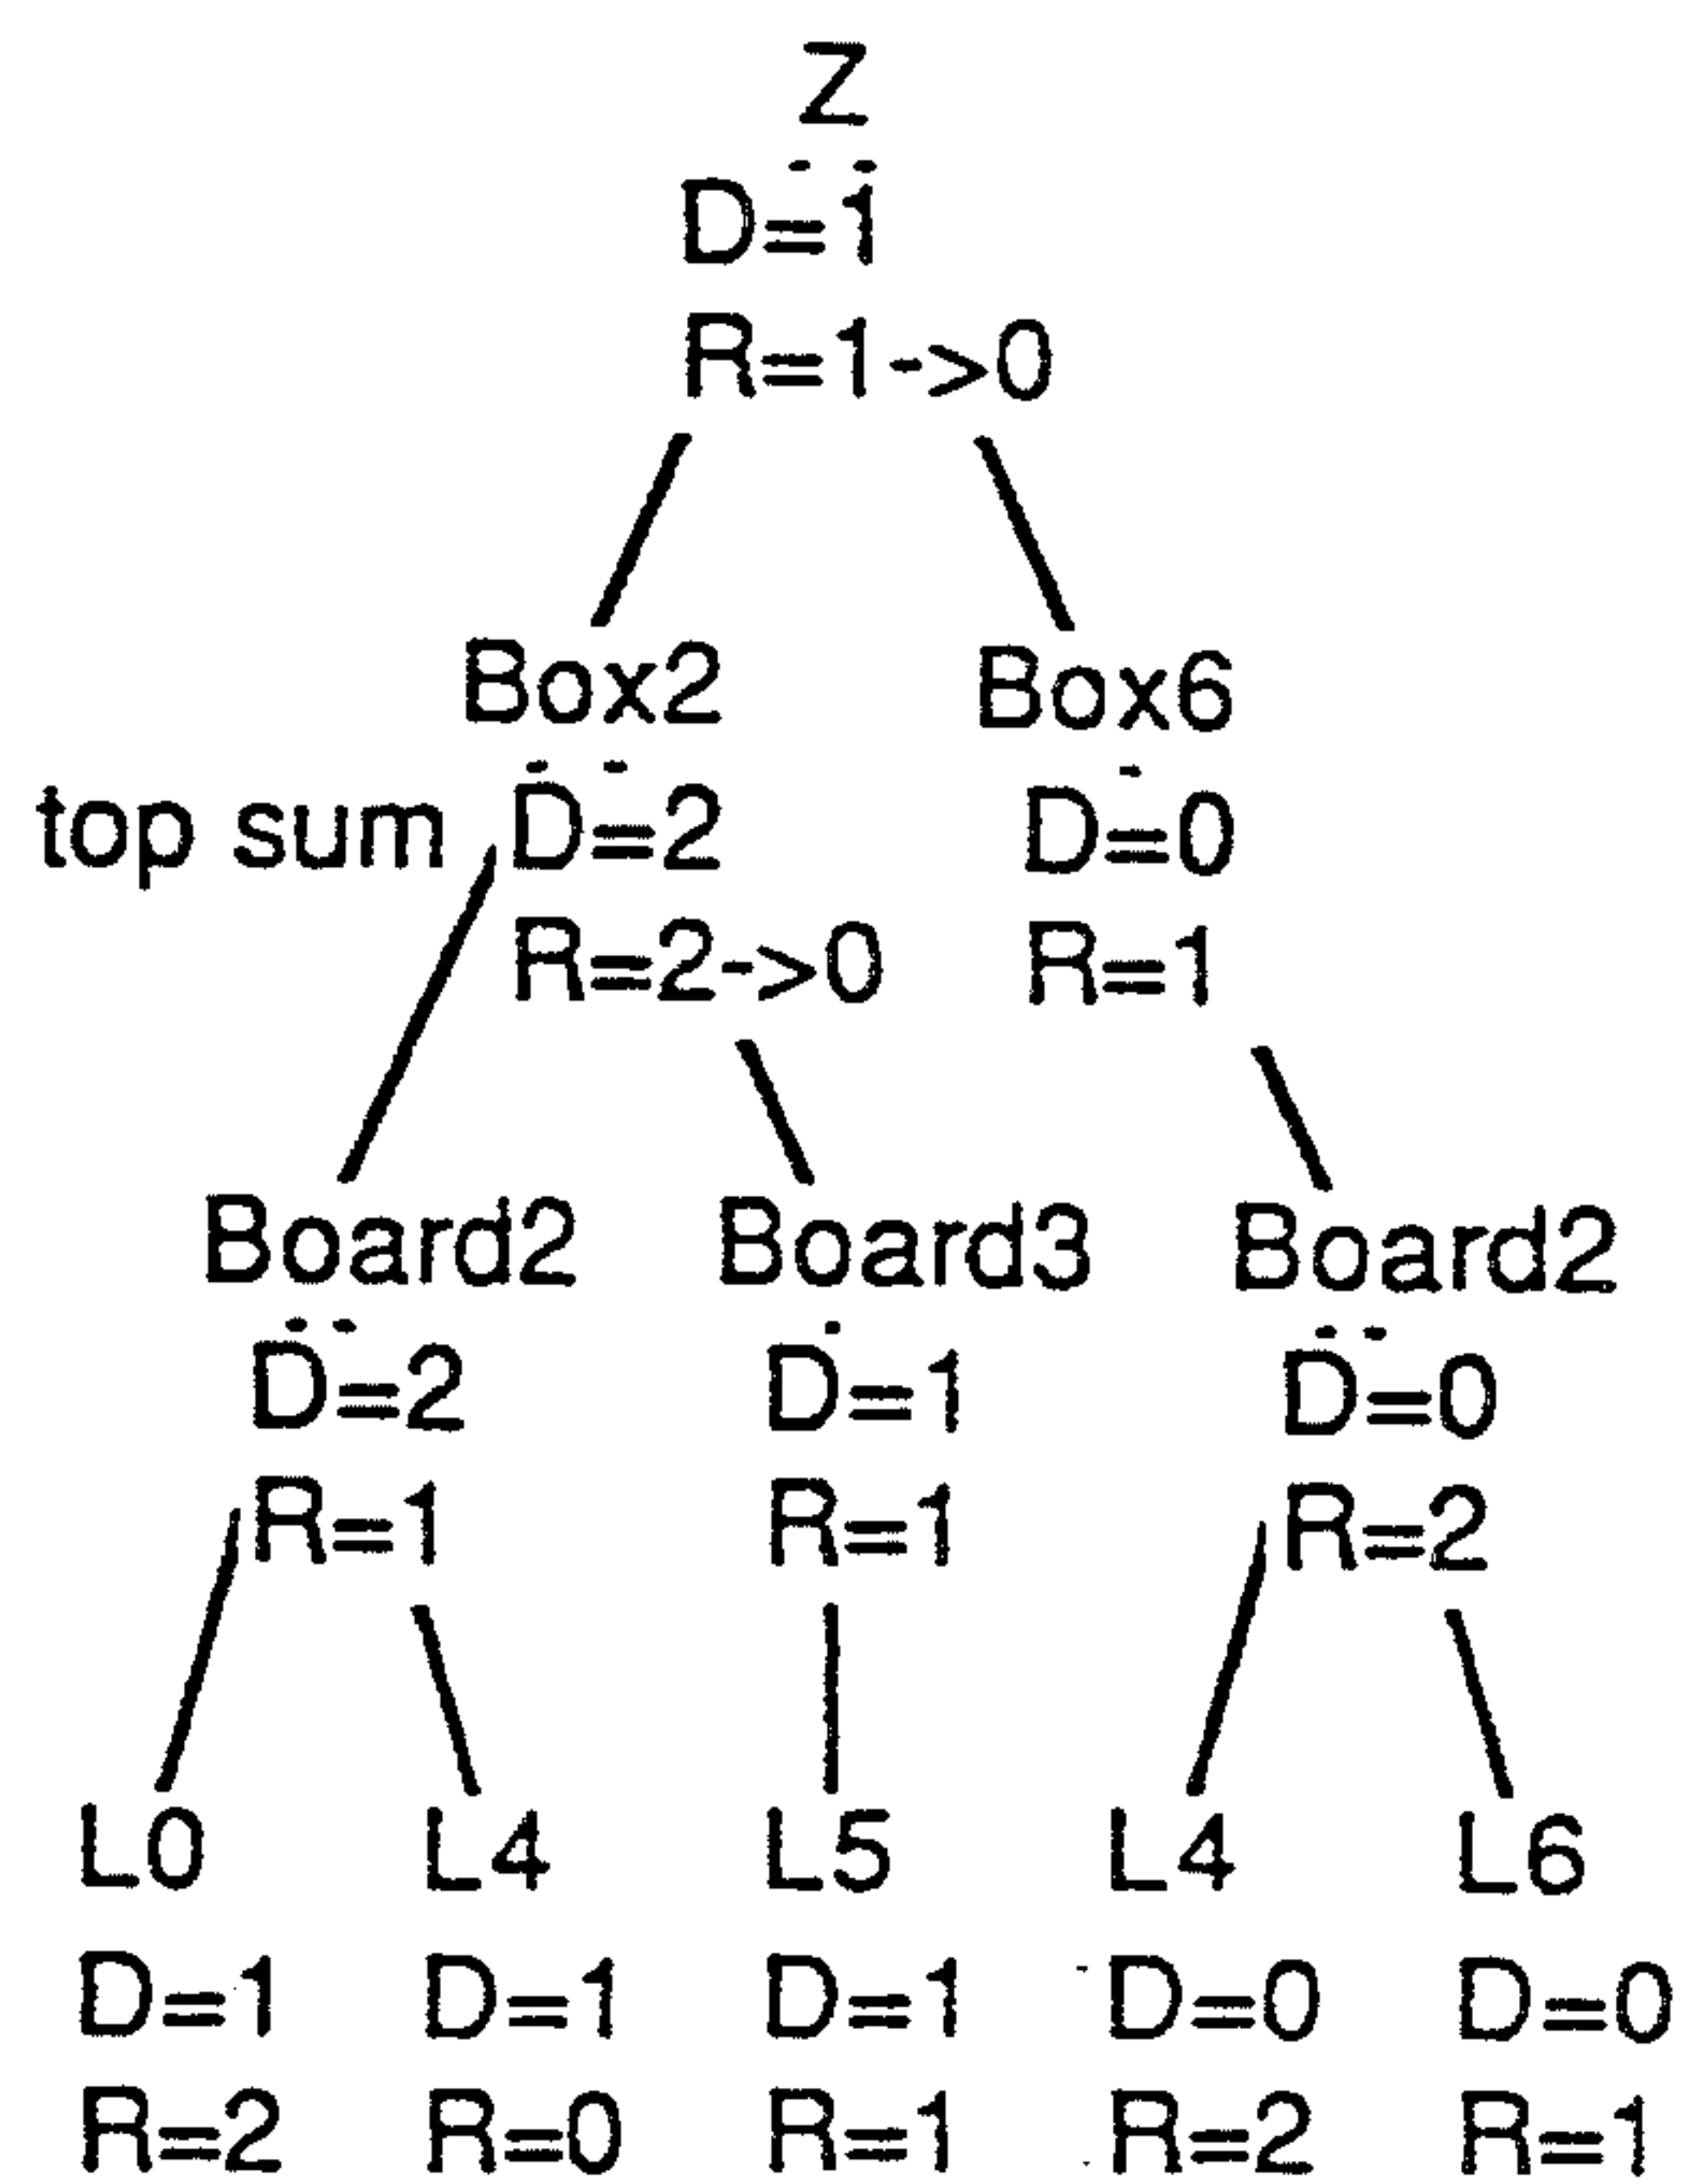 Z
D=1
R=1->0
Box2 Box6
top sum D=2 D=0
R=2->0 R=1
Board2 Board3 Board2
D=2 D=1 D=0
R=1 R=1 R=2
L0 L4 L5 L4 L6
D=1 D=1 D=1 D=0 D=0
R=2 R=0 R=1 R=2 R=1